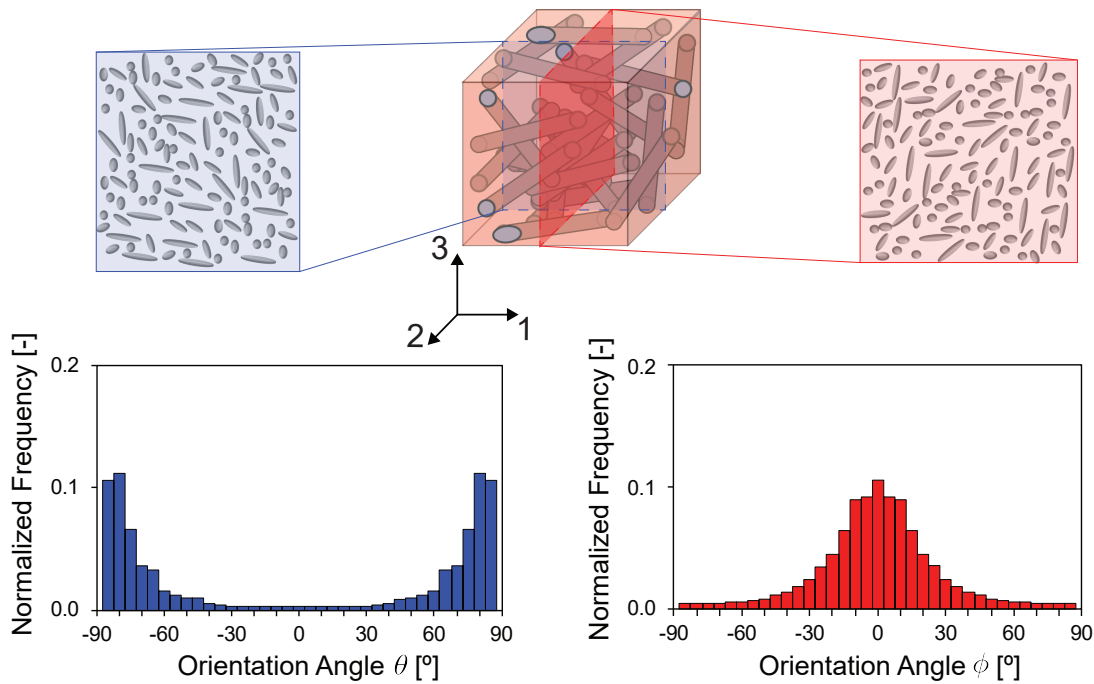 3
2
1
Normalized Frequency [-]
0.2
0.1
0.0
-90 -60 -30 0 30 60 90
Orientation Angle θ [º]
Normalized Frequency [-]
0.2
0.1
0.0
-90 -60 -30 0 30 60 90
Orientation Angle ϕ [º]